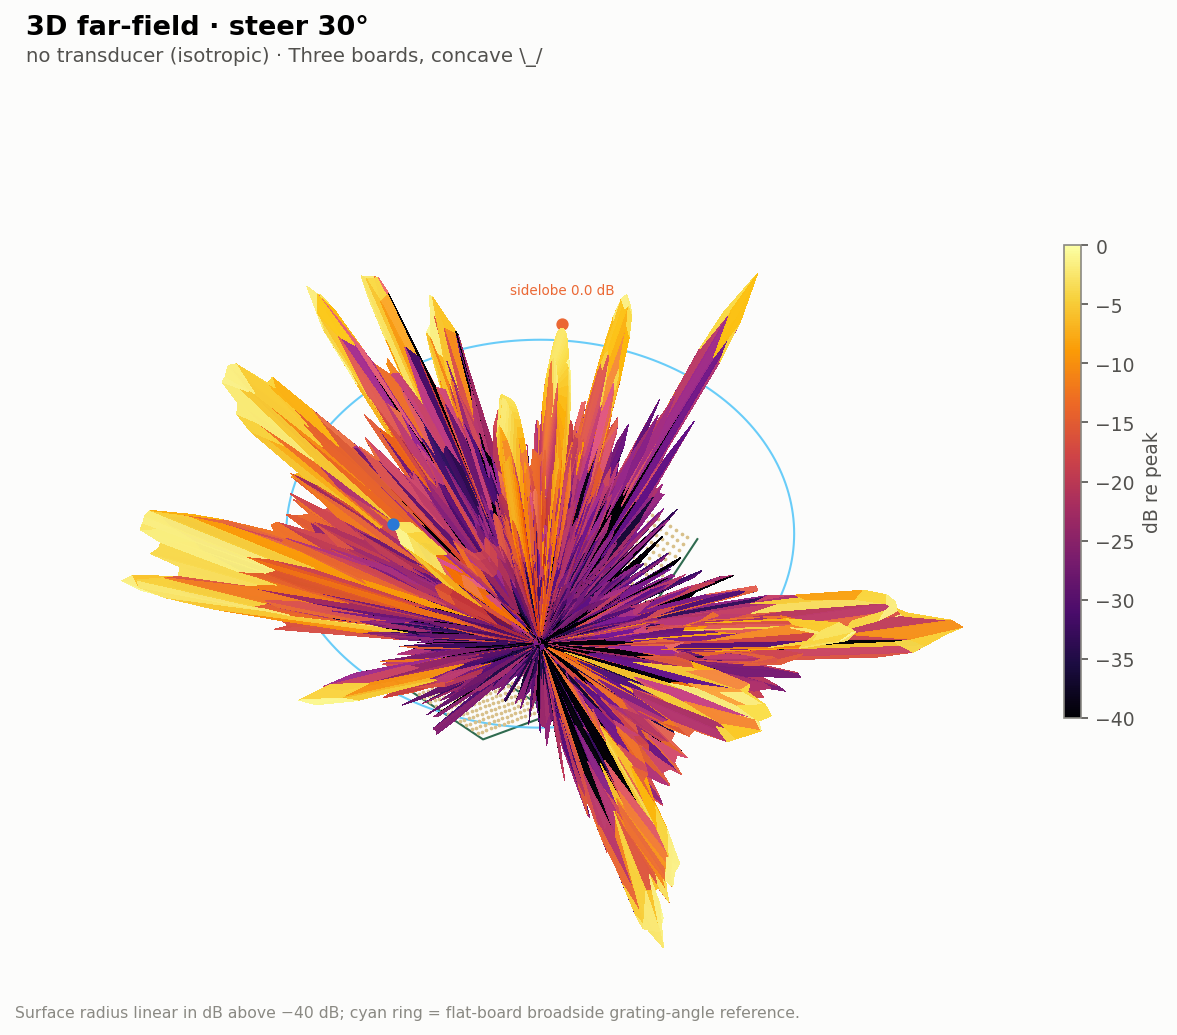 3D far-field · steer 30°
no transducer (isotropic) · Three boards, concave \_/
sidelobe 0.0 dB
0
−5
−10
−15
−20
−25
−30
−35
−40
dB re peak
Surface radius linear in dB above −40 dB; cyan ring = flat-board broadside grating-angle reference.